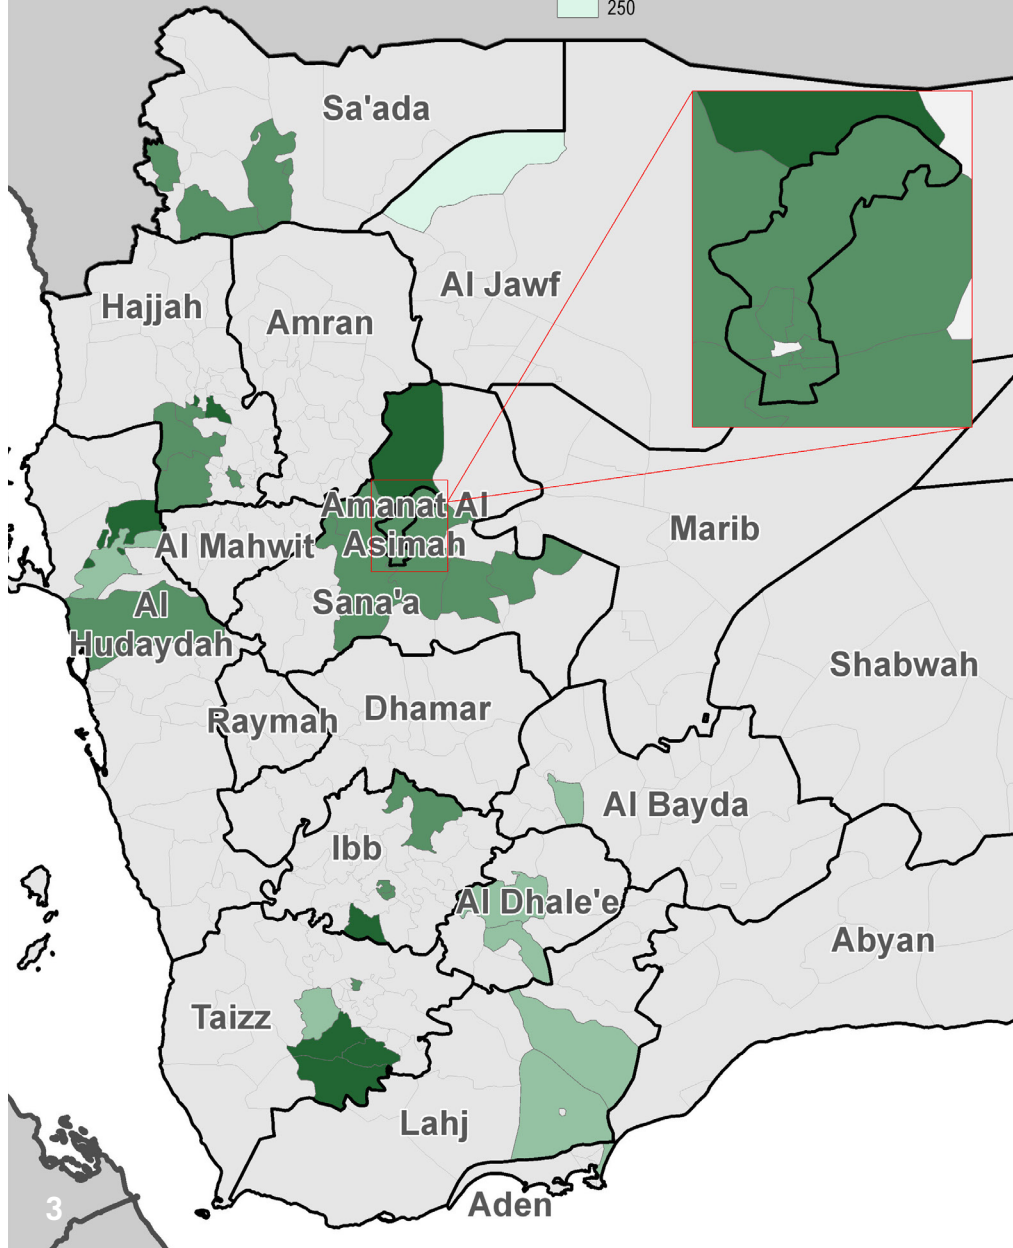 250
Sa'ada
Al Jawf
Hajjah
Amran
Amanat Al
Asimah
Marib
Al Mahwit
Sana'a
Al
Hudaydah
Shabwah
Raymah
Dhamar
Al Bayda
Ibb
Al Dhale'e
Abyan
Taizz
Lahj
Aden
3